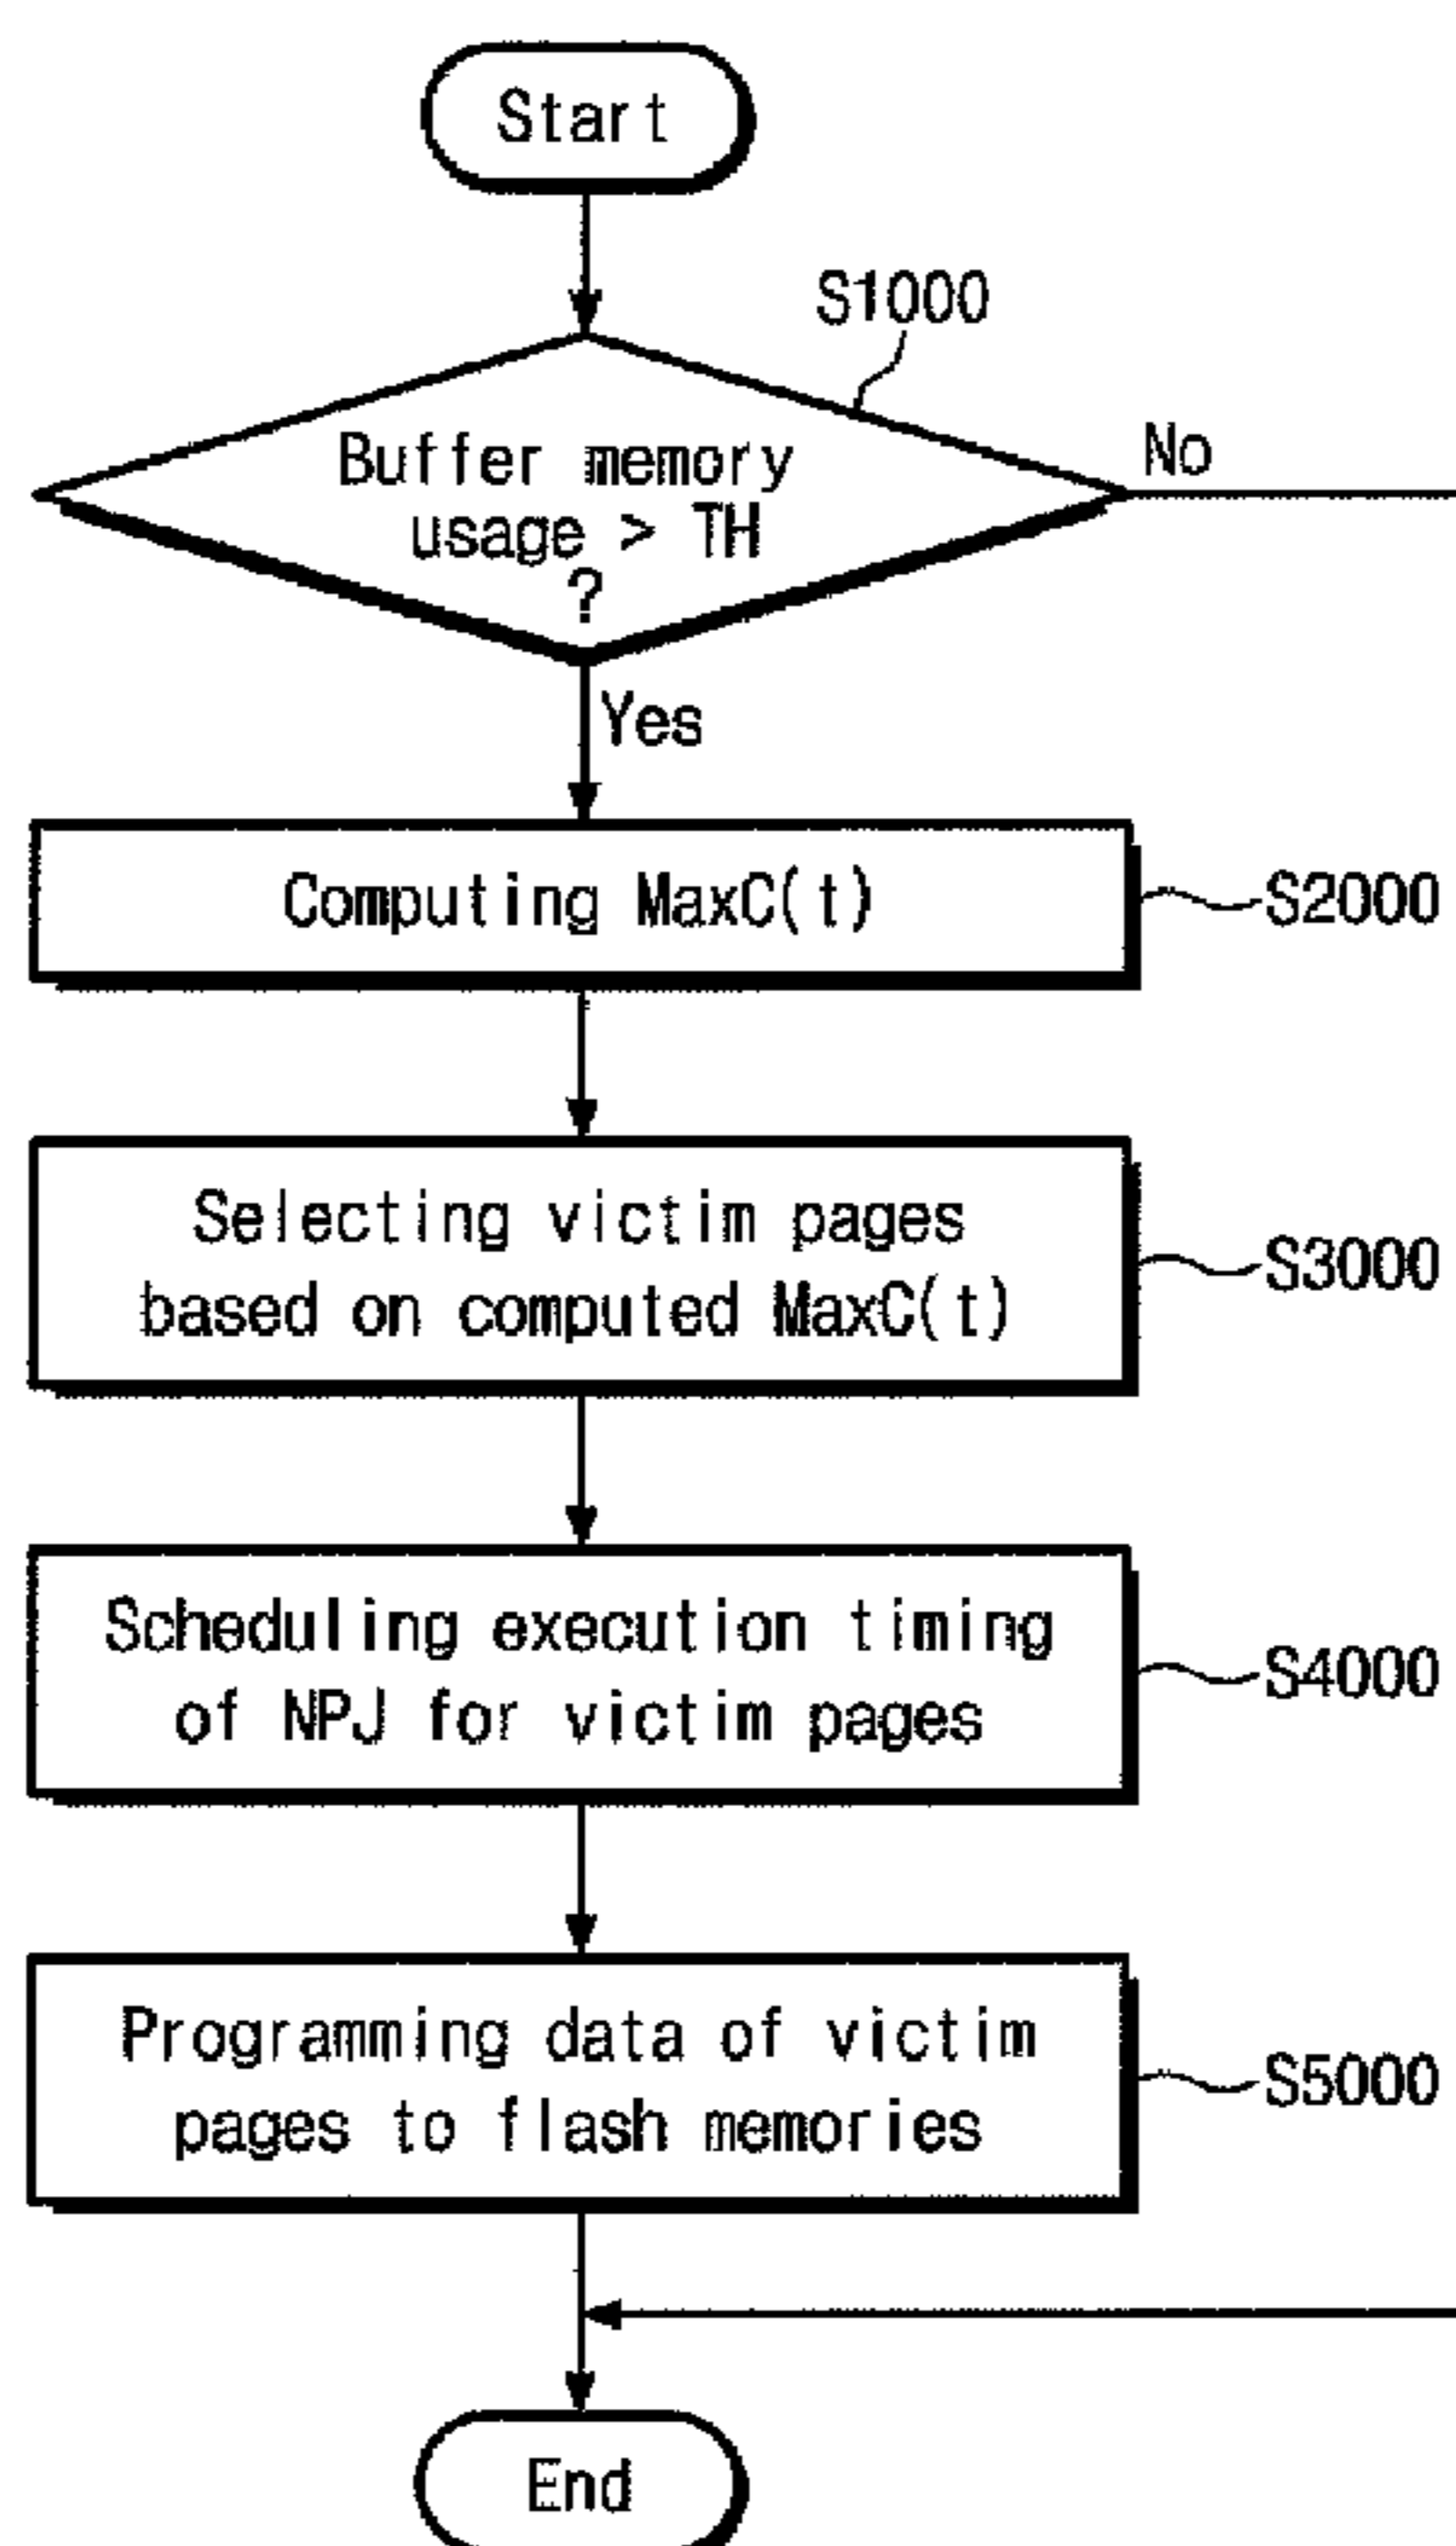 Start
S1000
Buffer memory
usage > TH
?
No
Yes
Computing MaxC(t)
S2000
Selecting victim pages
based on computed MaxC(t)
S3000
Scheduling execution timing
of NPJ for victim pages
S4000
Programming data of victim
pages to flash memories
S5000
End